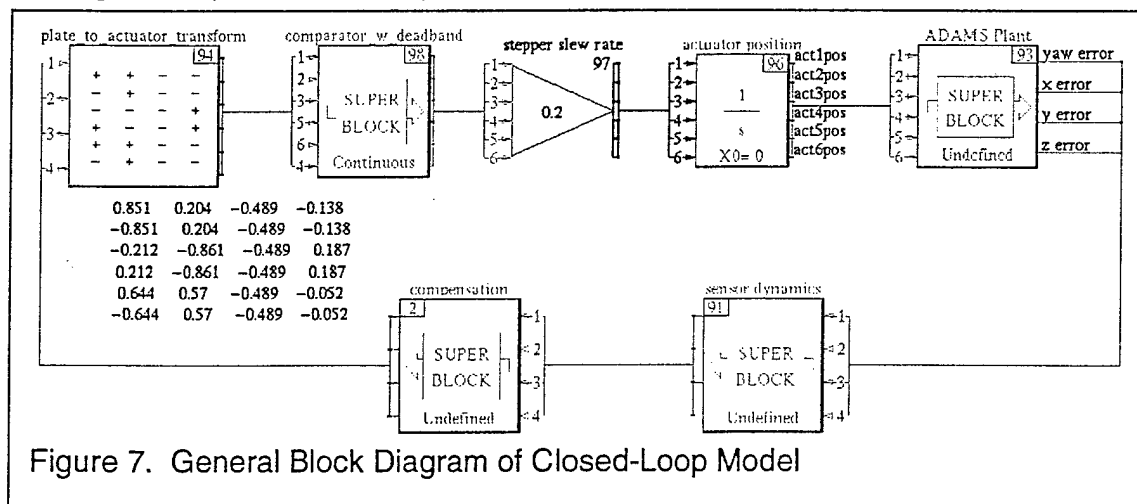 plate to actuator transform
94
1
2
3
4
+ + − −
− + − −
− − − +
+ − − +
+ + − −
− + − −
comparator w deadband
98
1
2
3
4
5
6
4
SUPER
BLOCK
Continuous
stepper slew rate
97
1
2
3
4
5
6
0.2
actuator position
96
1
2
3
4
5
6
1
s
X0= 0
act1pos
act2pos
act3pos
act4pos
act5pos
act6pos
ADAMS Plant
93
1
2
3
4
5
6
SUPER
BLOCK
Undefined
yaw error
x error
y error
z error
0.851 0.204 −0.489 −0.138
−0.851 0.204 −0.489 −0.138
−0.212 −0.861 −0.489 0.187
0.212 −0.861 −0.489 0.187
0.644 0.57 −0.489 −0.052
−0.644 0.57 −0.489 −0.052
compensation
2
SUPER
BLOCK
Undefined
1
2
3
4
sensor dynamics
91
SUPER
BLOCK
Undefined
1
2
3
4
Figure 7. General Block Diagram of Closed-Loop Model